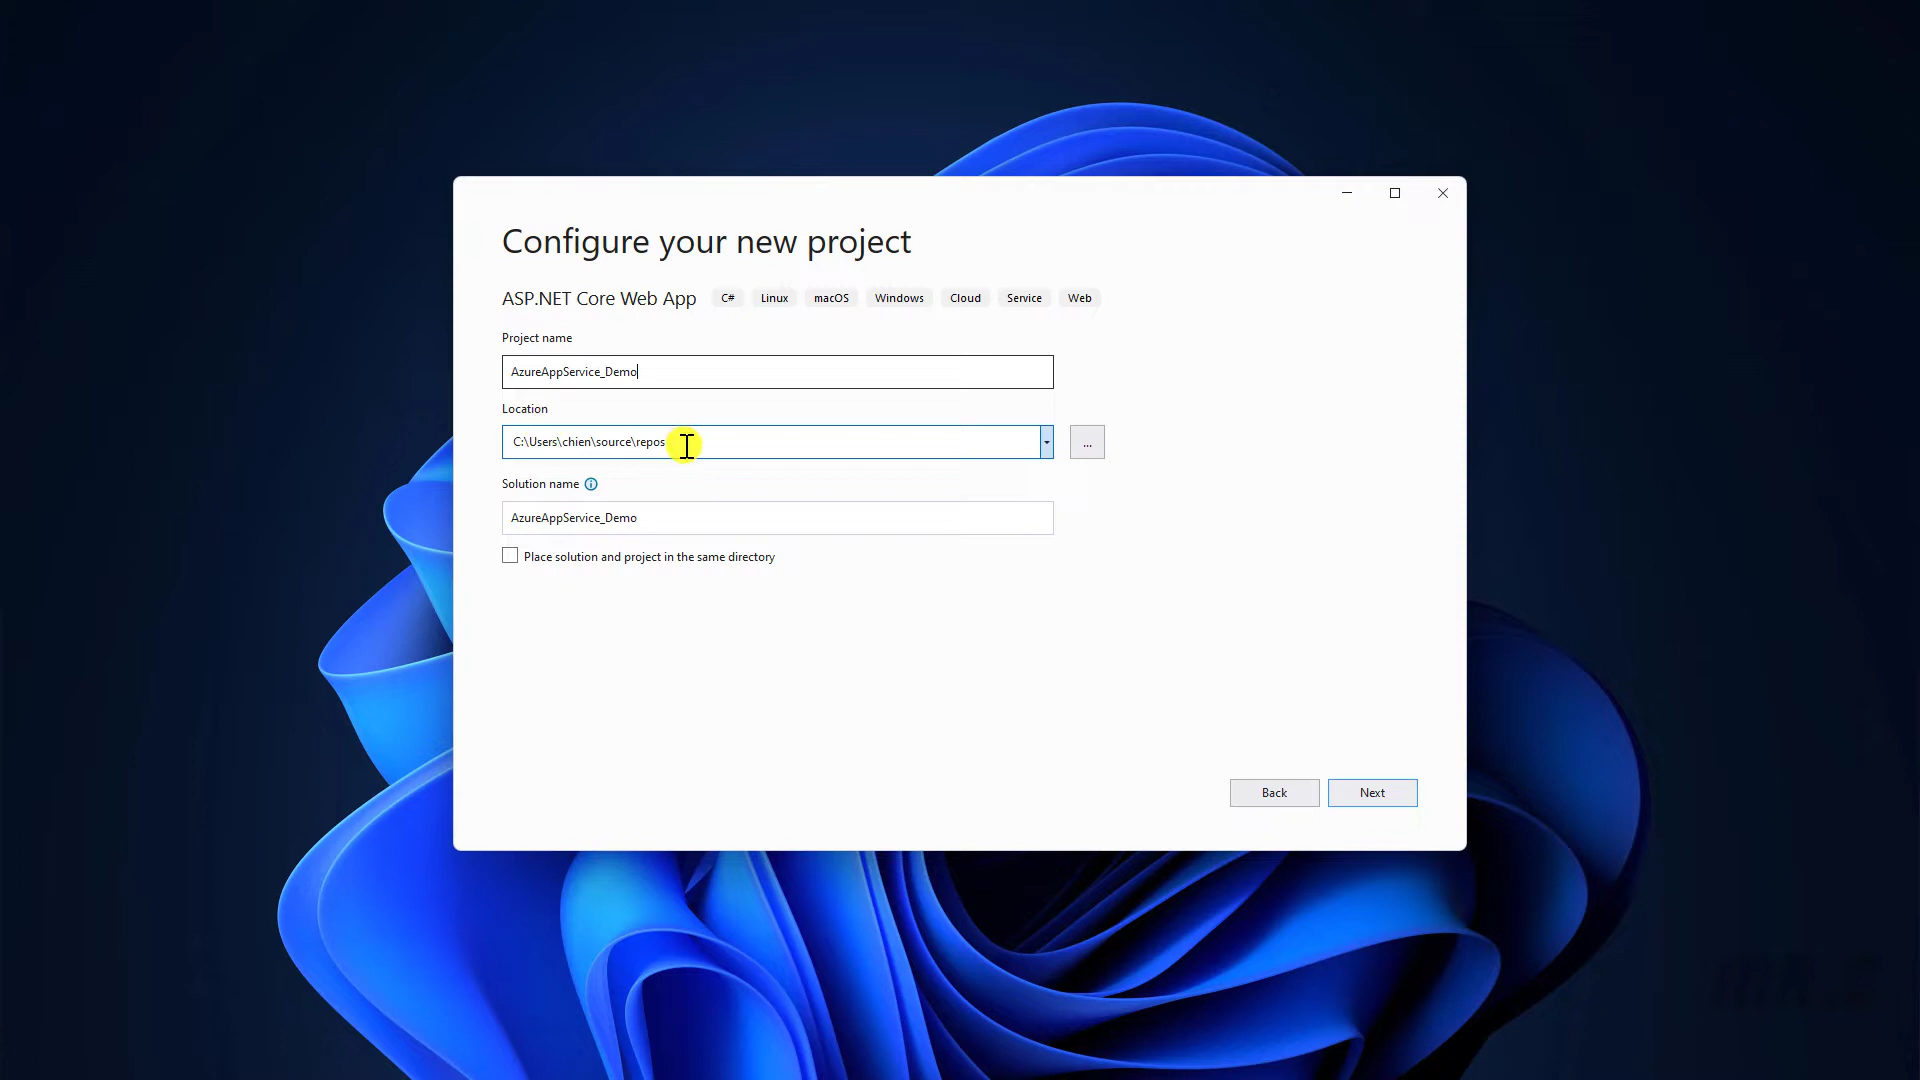 Configure your new project
ASP.NET Core Web App C# Linux macOS Windows Cloud Service Web
Project name
AzureAppService_Demo
Location
C:\Users\chien\source\repos
...
Solution name
AzureAppService_Demo
Place solution and project in the same directory
Back Next